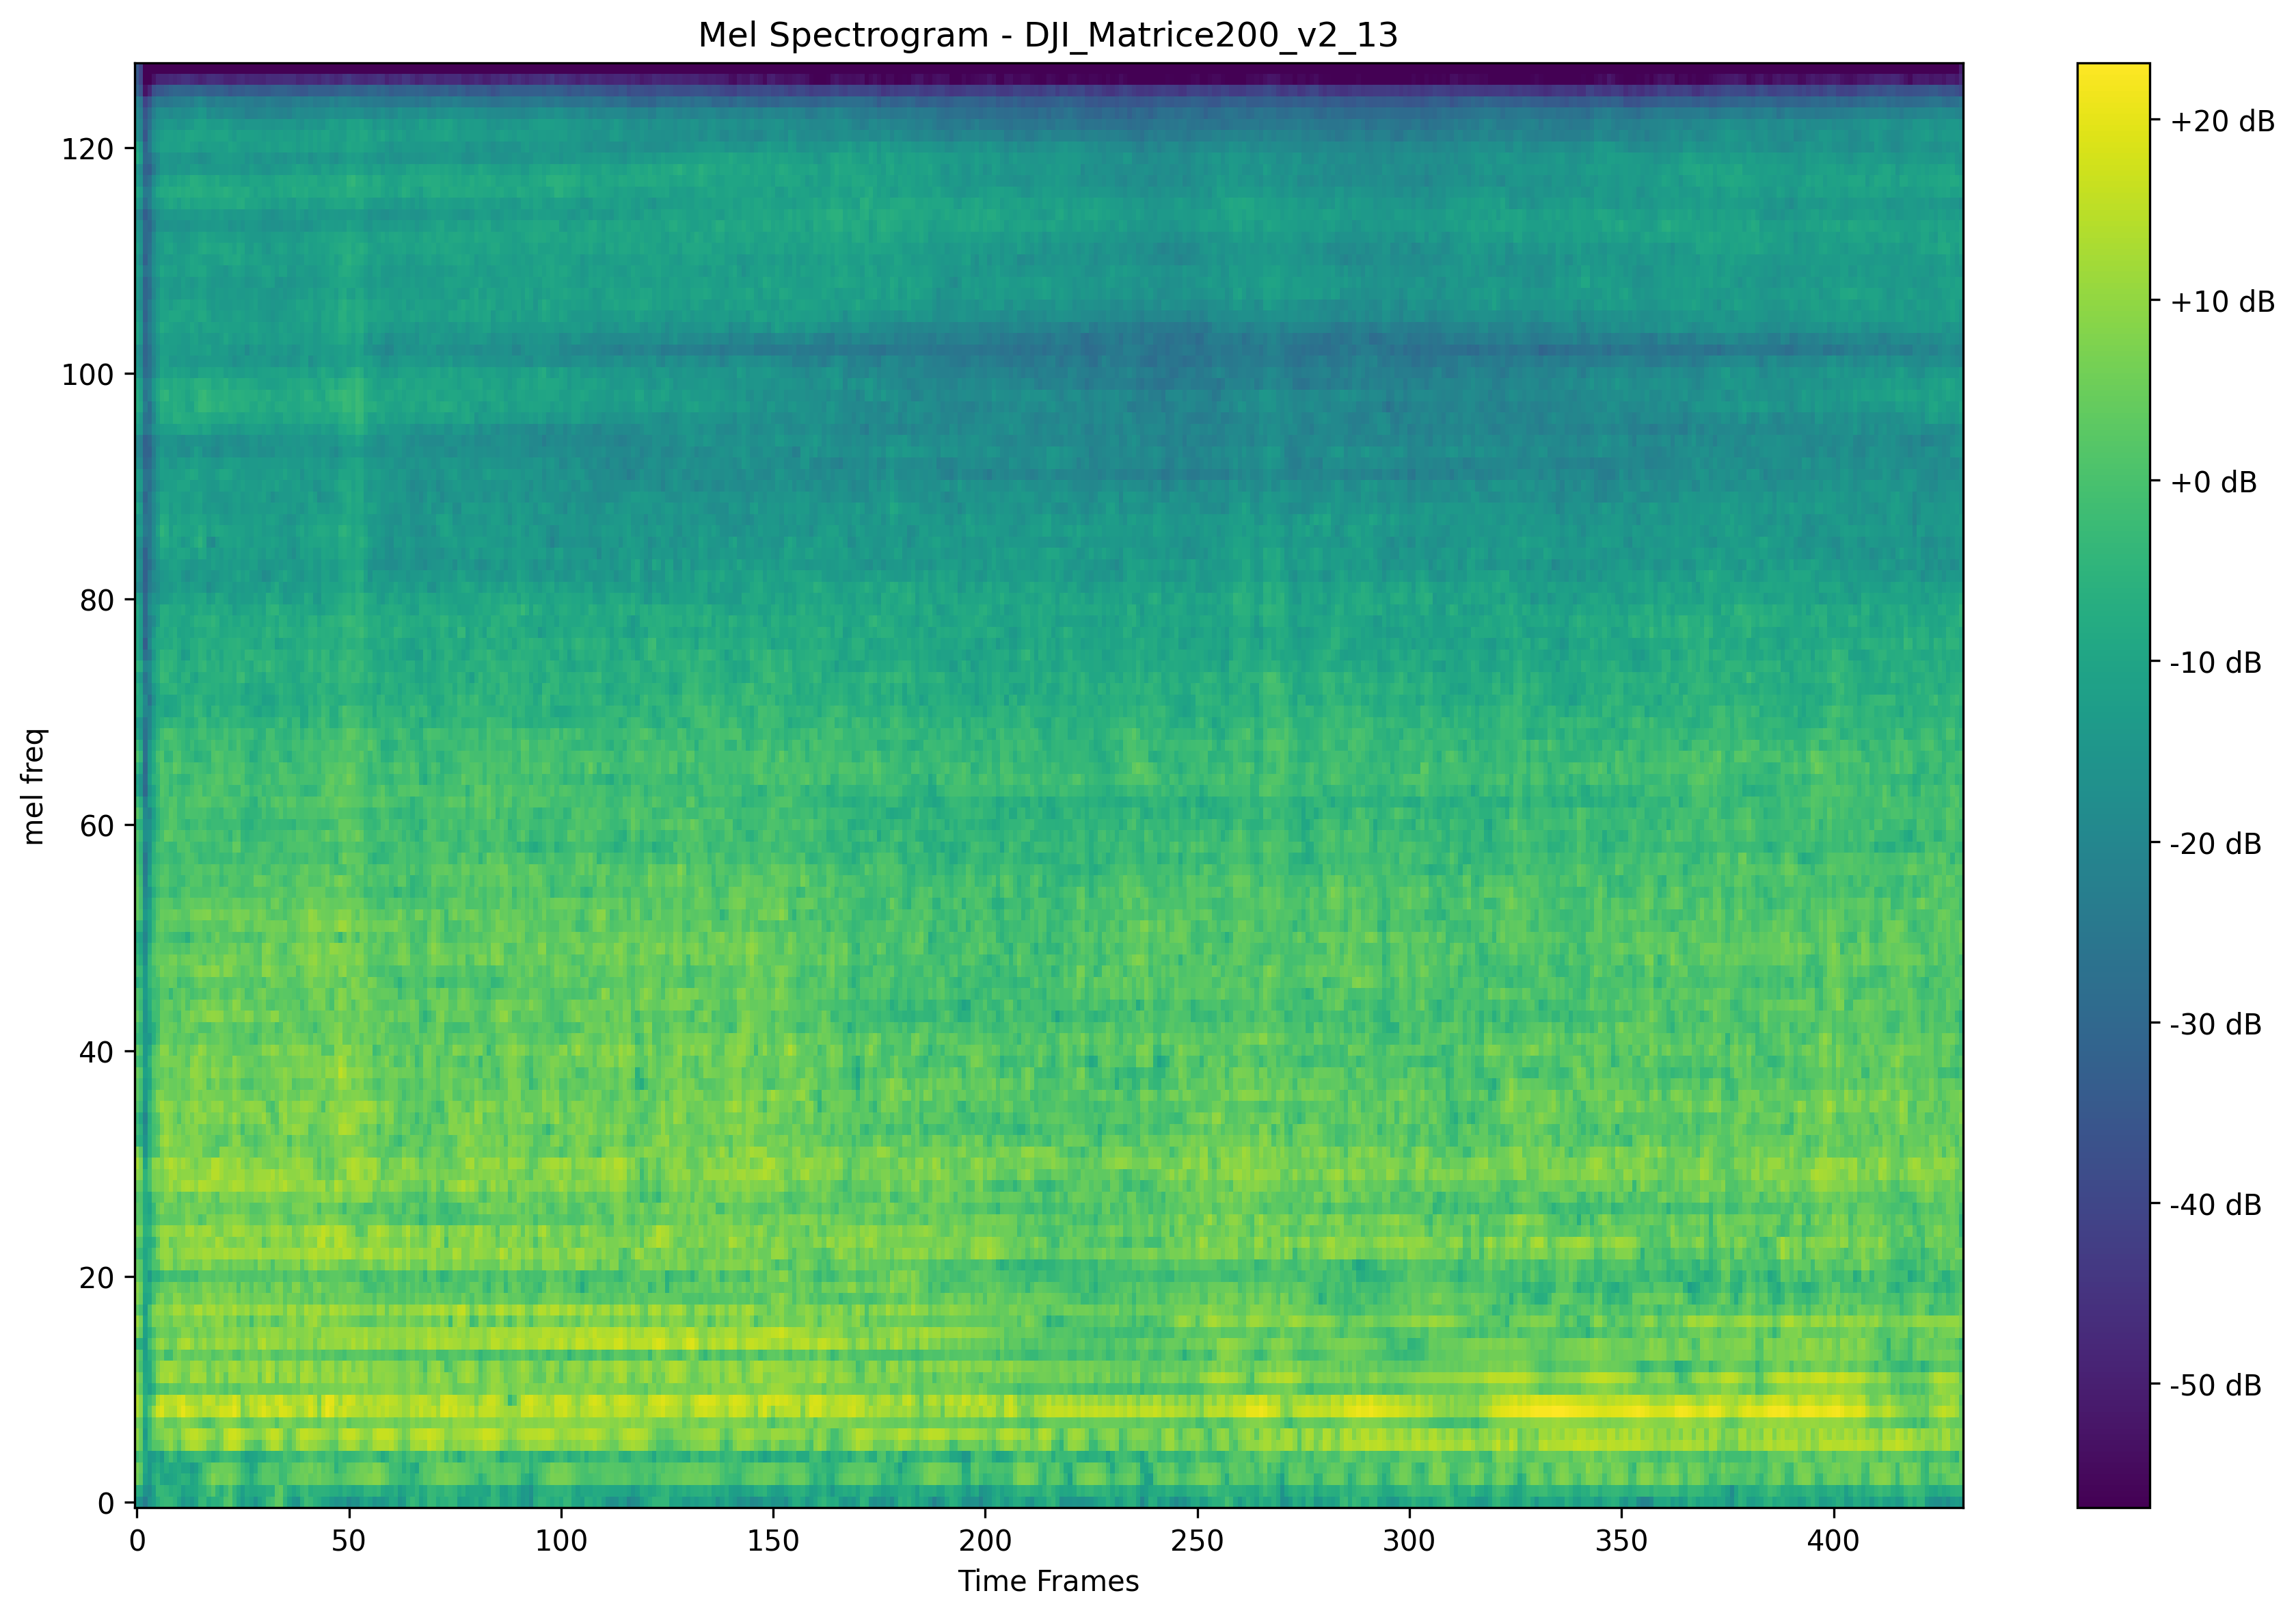 Mel Spectrogram - DJI_Matrice200_v2_13
mel freq
120
100
80
60
40
20
0
0 50 100 150 200 250 300 350 400
Time Frames
+20 dB
+10 dB
+0 dB
-10 dB
-20 dB
-30 dB
-40 dB
-50 dB